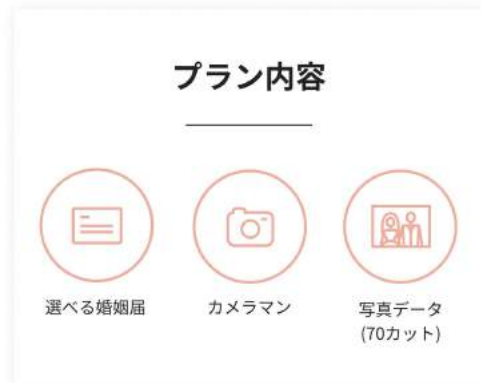 プラン内容
選べる婚姻届
カメラマン
写真データ
(70カット)